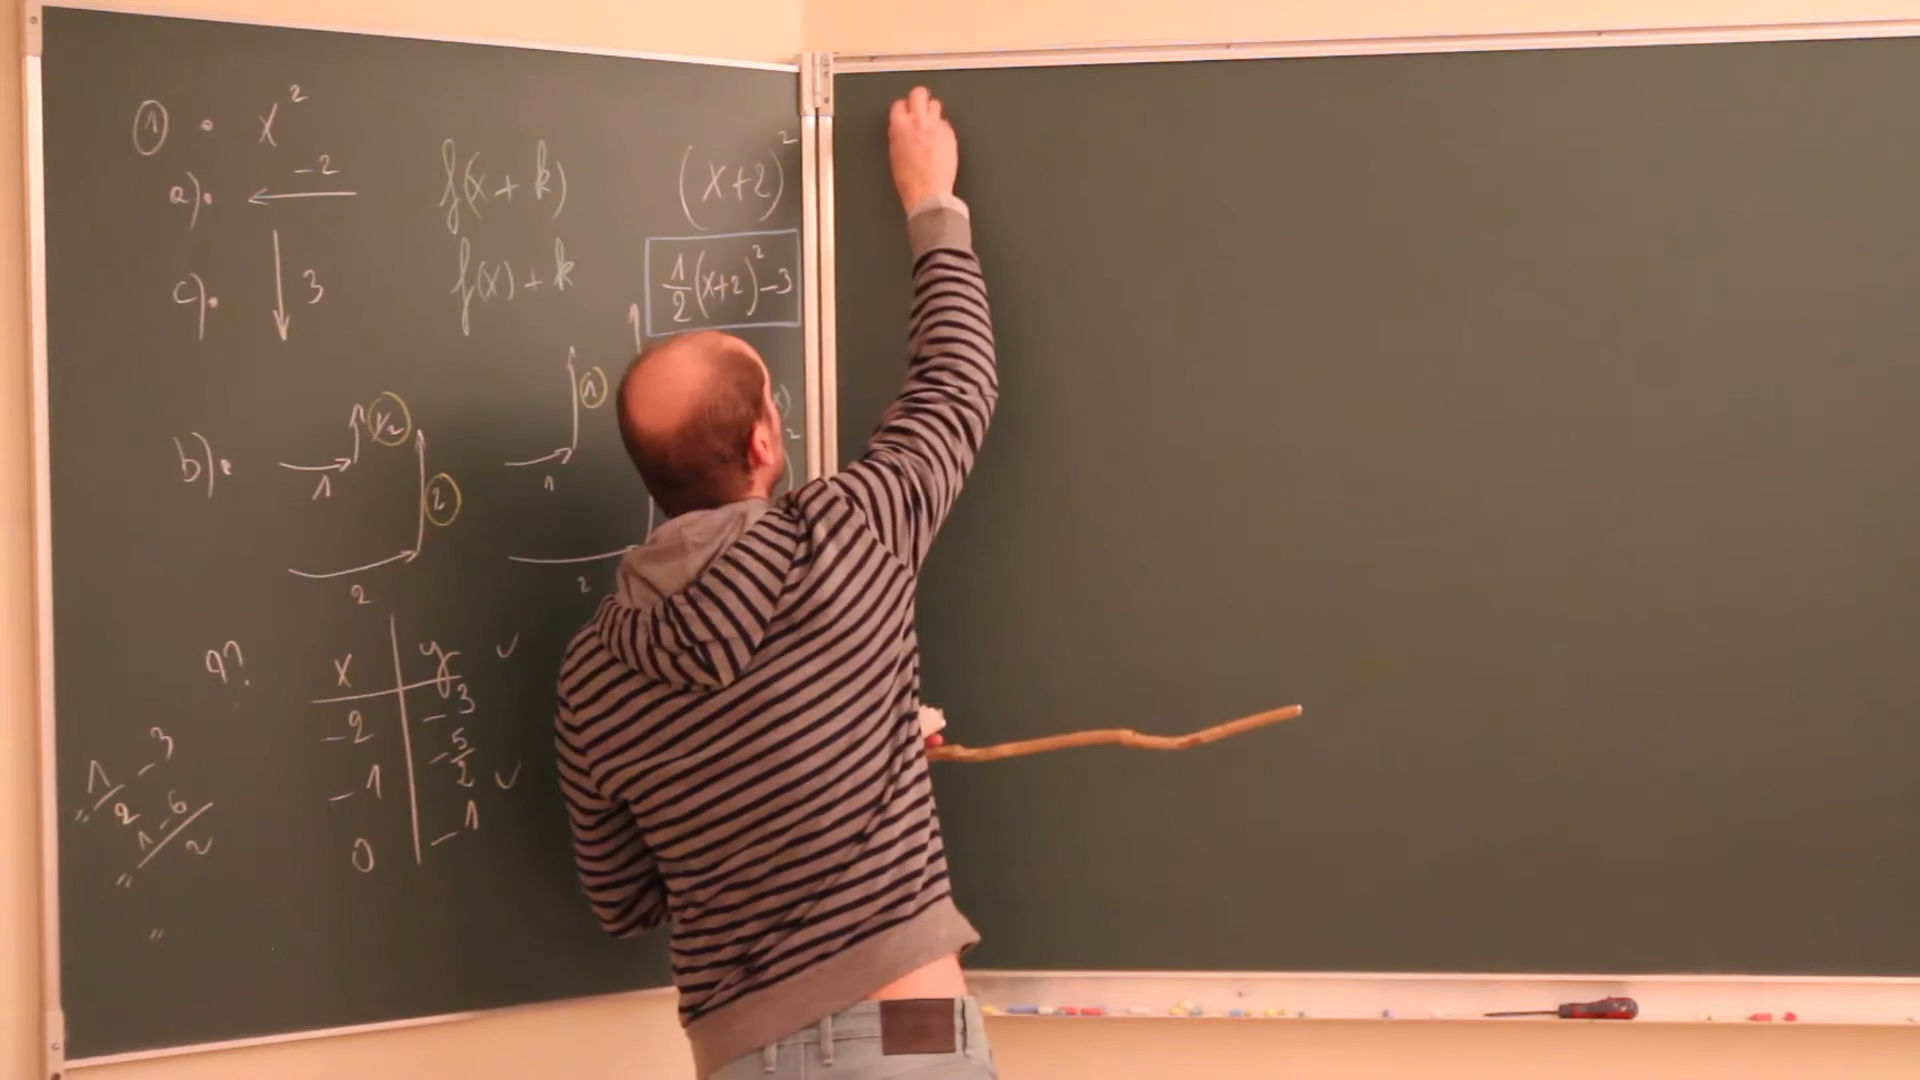 ① • x²
a). ← -2 f(x + k) (x+2)²
c). ↓ 3 f(x) + k 1/2 (x+2)² - 3
b). 1 1/2 1 1
2 2 2
q?
x | y ✓
-2 | -3
-1 | -5/2 ✓
0 | -1
1/2 - 3
" 1-6/2
"
"